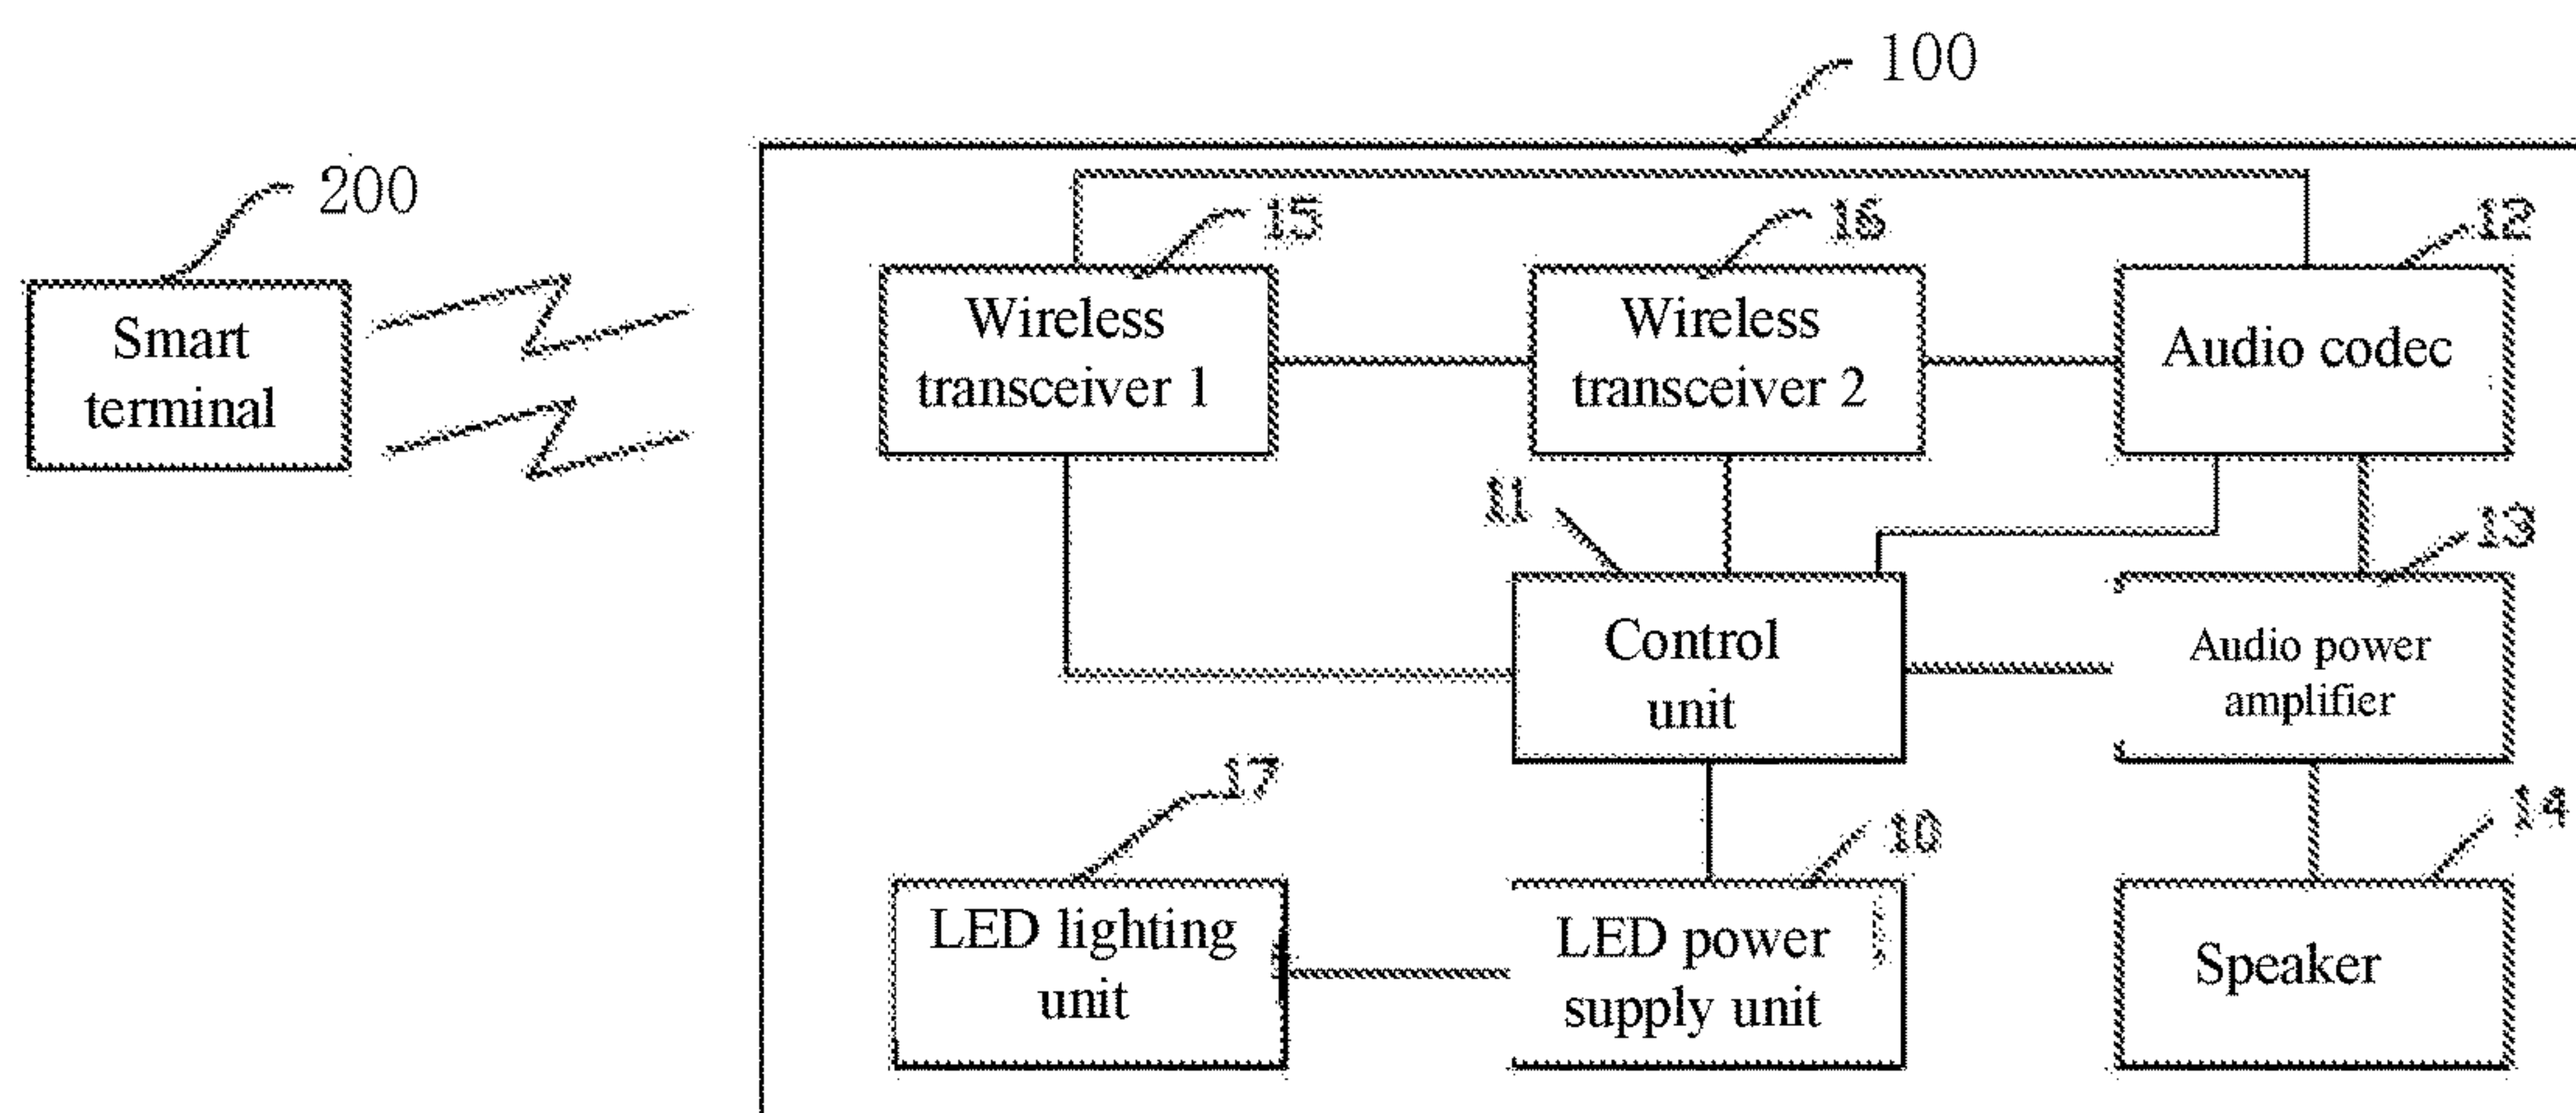 100
200
15
16
12
Smart
terminal
Wireless
transceiver 1
Wireless
transceiver 2
Audio codec
11
13
Control
unit
Audio power
amplifier
17
10
14
LED lighting
unit
LED power
supply unit
Speaker